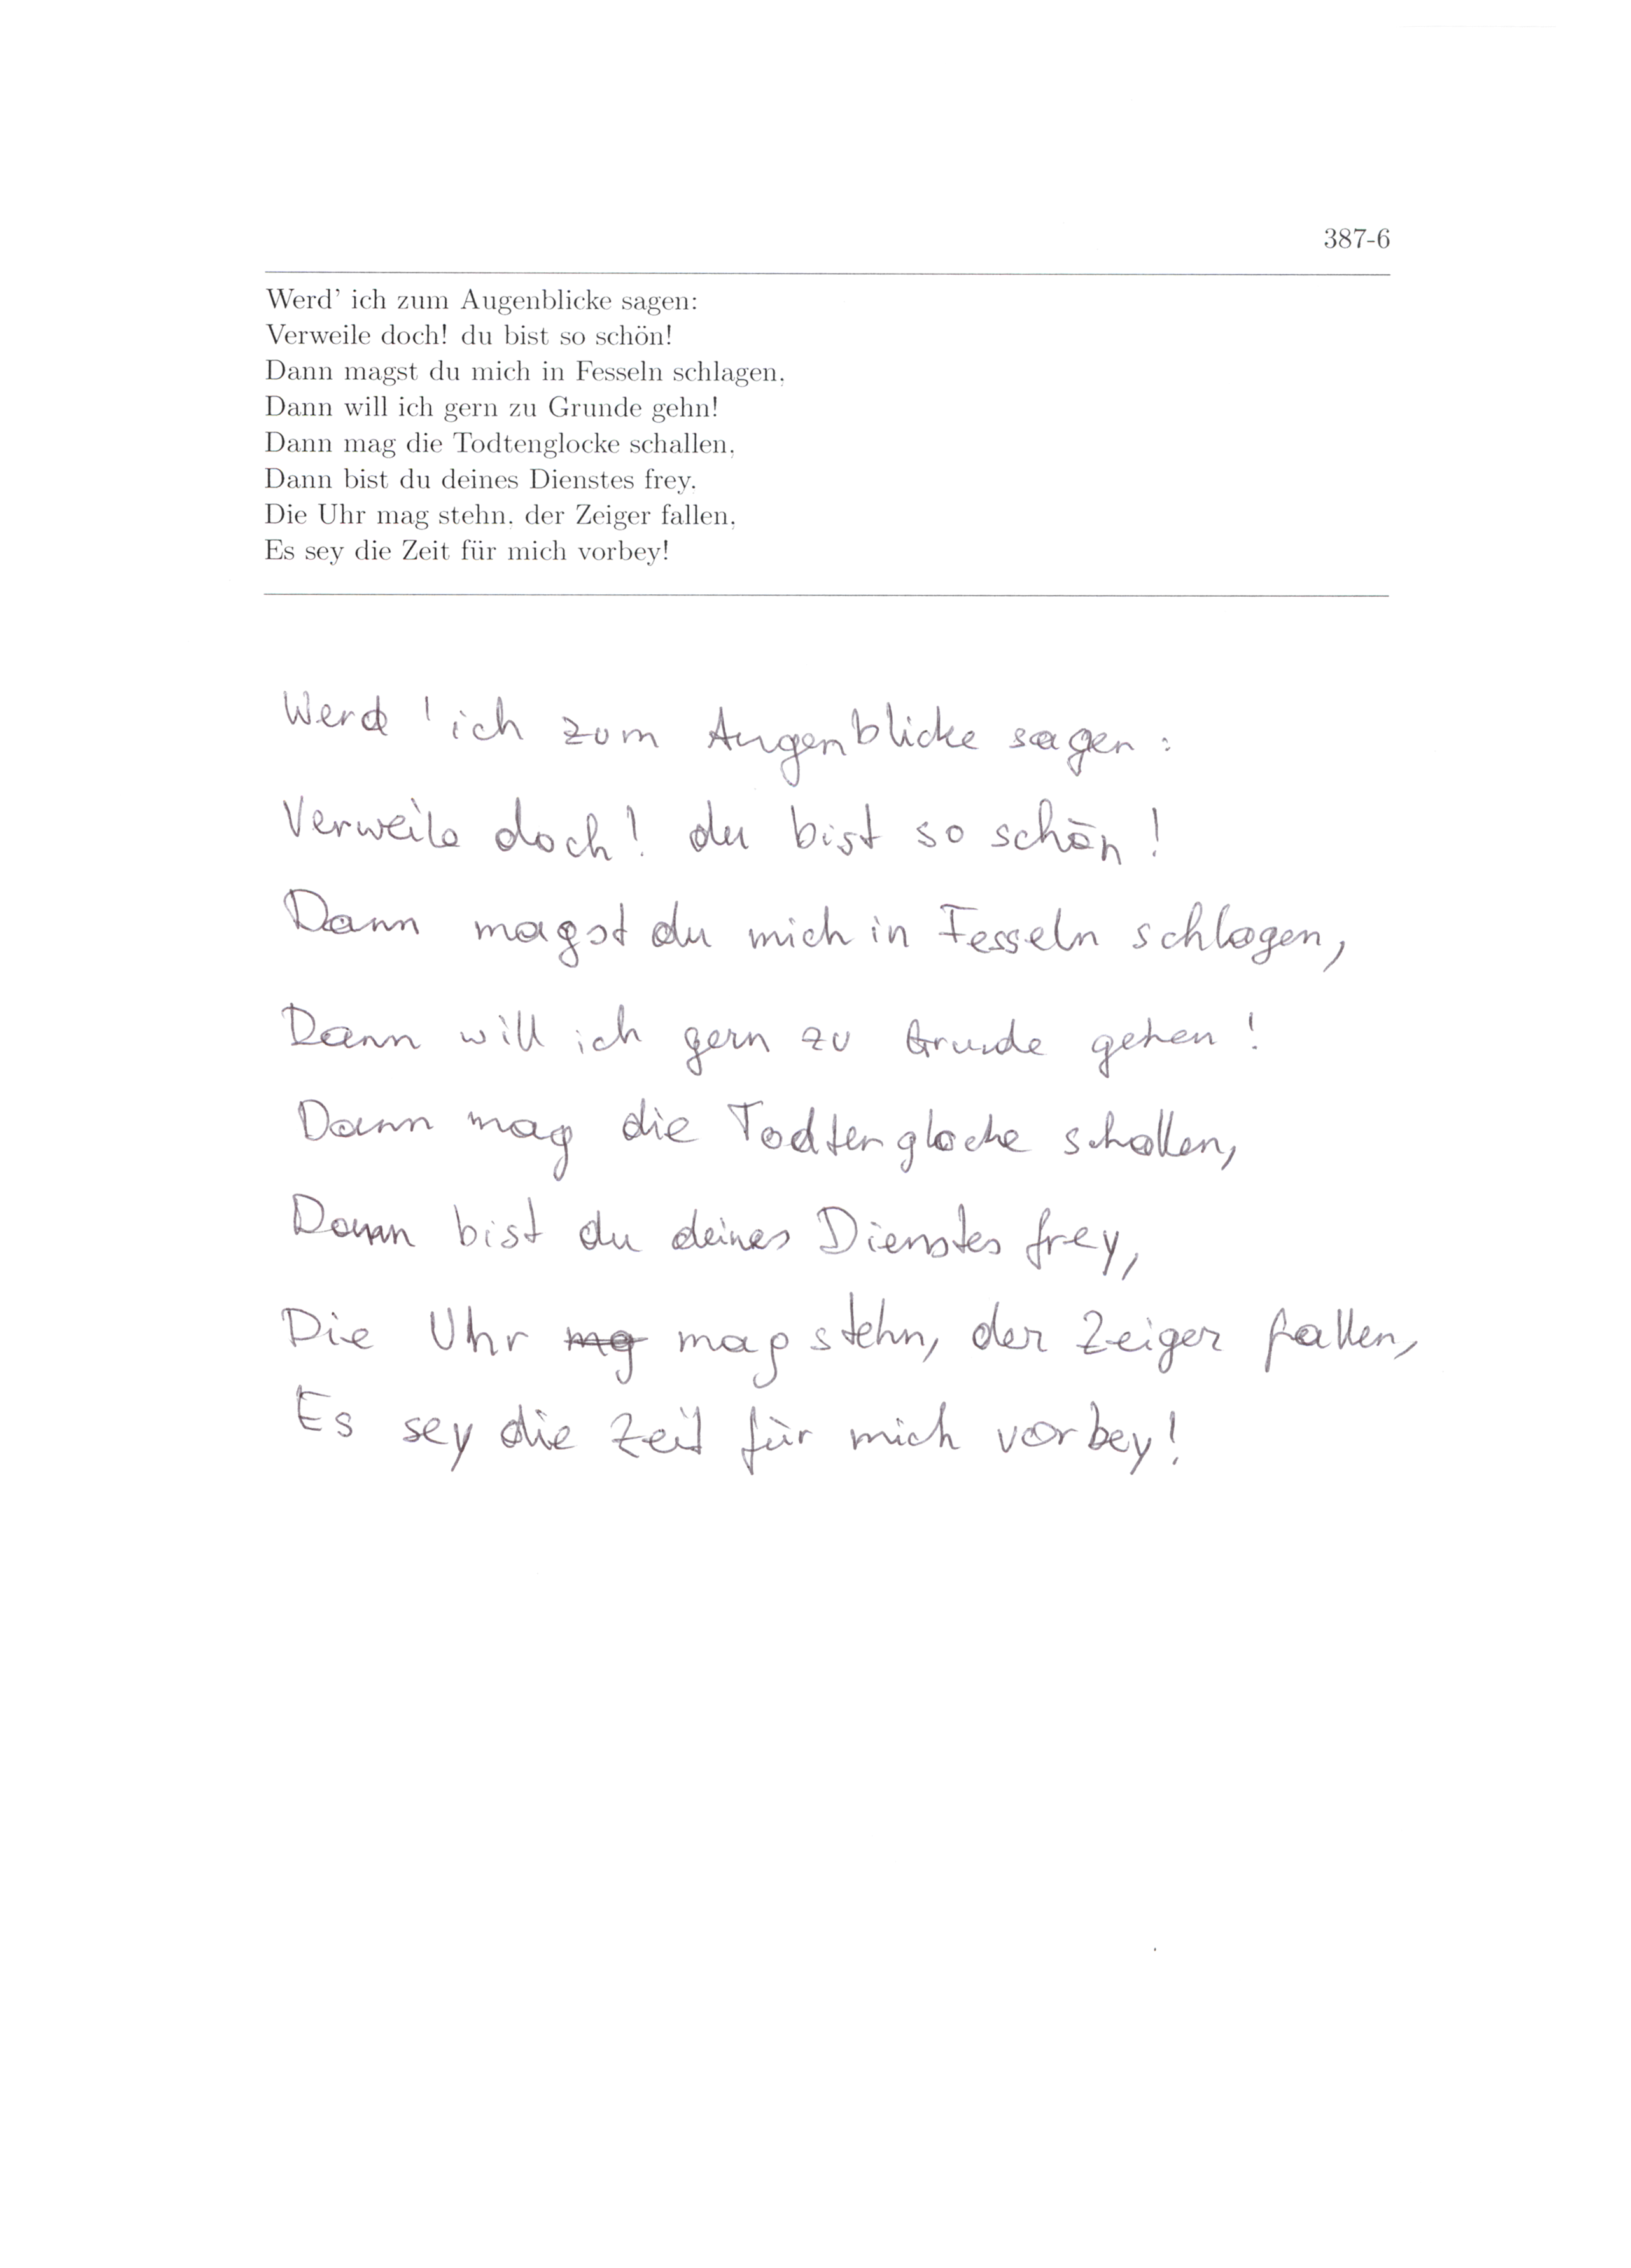 387-6
Werd' ich zum Augenblicke sagen:
Verweile doch! du bist so schön!
Dann magst du mich in Fesseln schlagen,
Dann will ich gern zu Grunde gehn!
Dann mag die Todtenglocke schallen,
Dann bist du deines Dienstes frey,
Die Uhr mag stehn, der Zeiger fallen,
Es sey die Zeit für mich vorbey!
Werd' ich zum Augenblicke sagen:
Verweile doch! du bist so schön!
Dann magst du mich in Fesseln schlagen,
Dann will ich gern zu Grunde gehen!
Dann mag die Todtenglocke schallen,
Dann bist du deines Dienstes frey,
Die Uhr mg mag stehn, der Zeiger fallen,
Es sey die Zeit für mich vorbey!